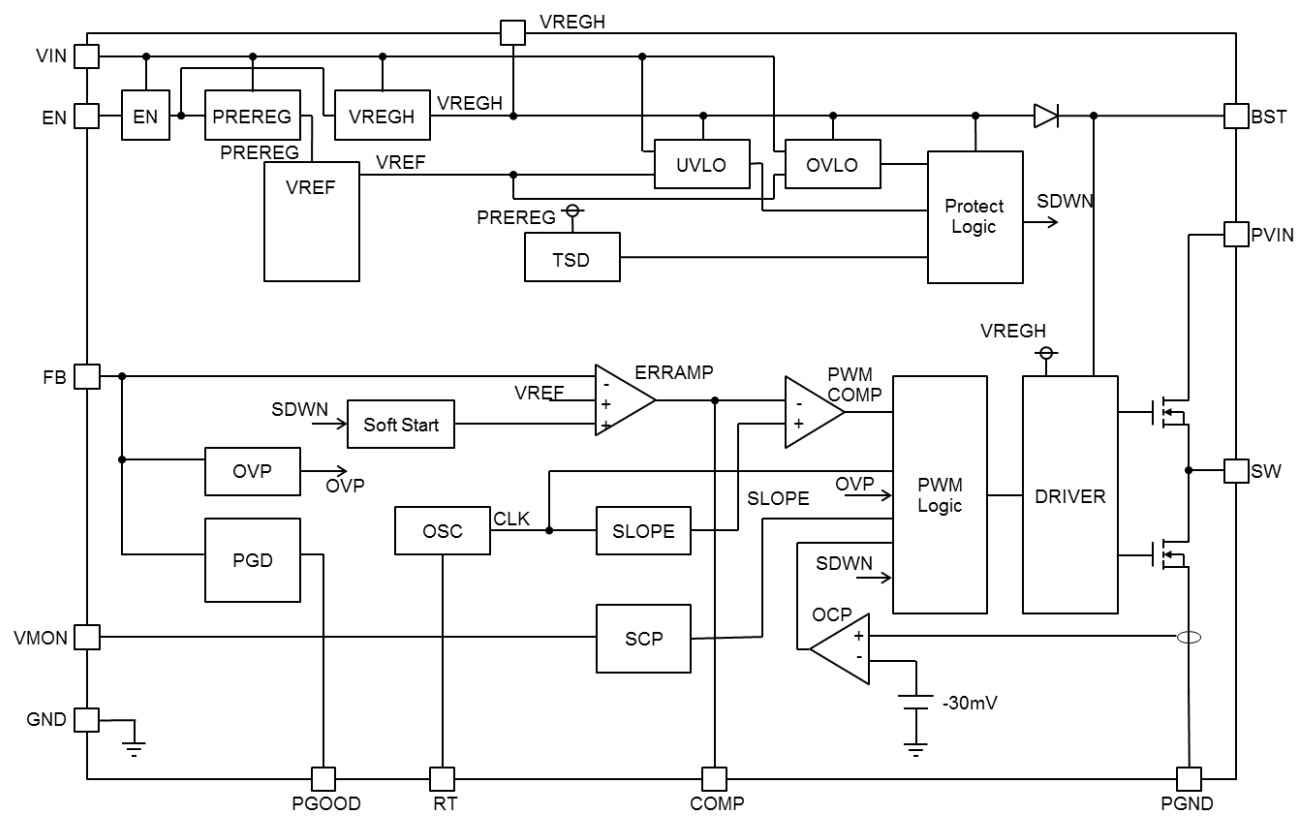 VREGH
VIN
EN
EN
PREREG
VREGH
VREGH
BST
PREREG
VREF
VREF
UVLO
OVLO
Protect
Logic
SDWN
PREREG
TSD
PVIN
VREGH
FB
ERRAMP
PWM
COMP
-
VREF
+
-
SDWN
Soft Start
+
+
OVP
OVP
OVP
SLOPE
PWM
Logic
DRIVER
SW
OSC
CLK
SLOPE
PGD
SDWN
OCP
VMON
SCP
+
-
-30mV
GND
PGOOD
RT
COMP
PGND